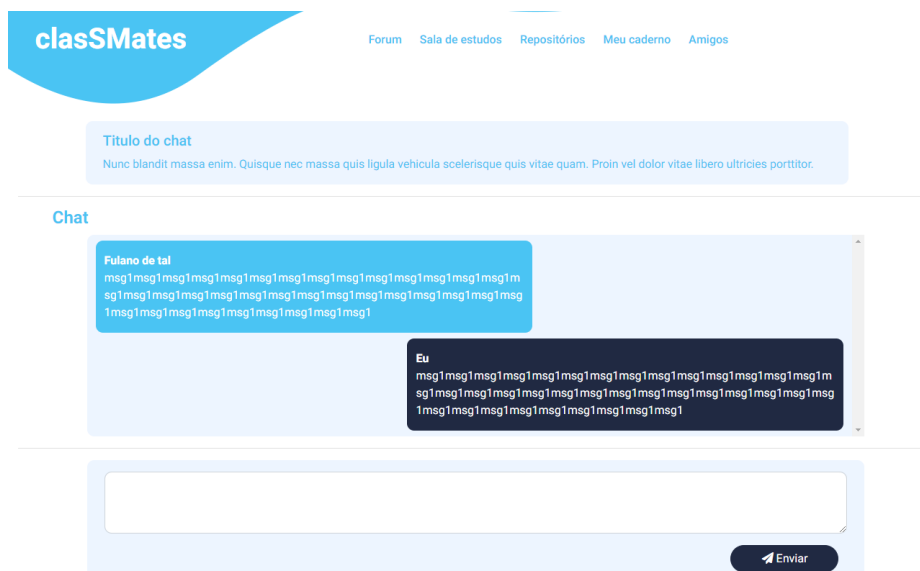 clasSMates
Forum Sala de estudos Repositórios Meu caderno Amigos
Titulo do chat
Nunc blandit massa enim. Quisque nec massa quis ligula vehicula scelerisque quis vitae quam. Proin vel dolor vitae libero ultricies porttitor.
Chat
Fulano de tal
msg1msg1msg1msg1msg1msg1msg1msg1msg1msg1msg1msg1msg1msg1m
sg1msg1msg1msg1msg1msg1msg1msg1msg1msg1msg1msg1msg1msg1msg
1msg1msg1msg1msg1msg1msg1msg1msg1msg1
Eu
msg1msg1msg1msg1msg1msg1msg1msg1msg1msg1msg1msg1msg1msg1m
sg1msg1msg1msg1msg1msg1msg1msg1msg1msg1msg1msg1msg1msg1msg
1msg1msg1msg1msg1msg1msg1msg1msg1msg1
Enviar